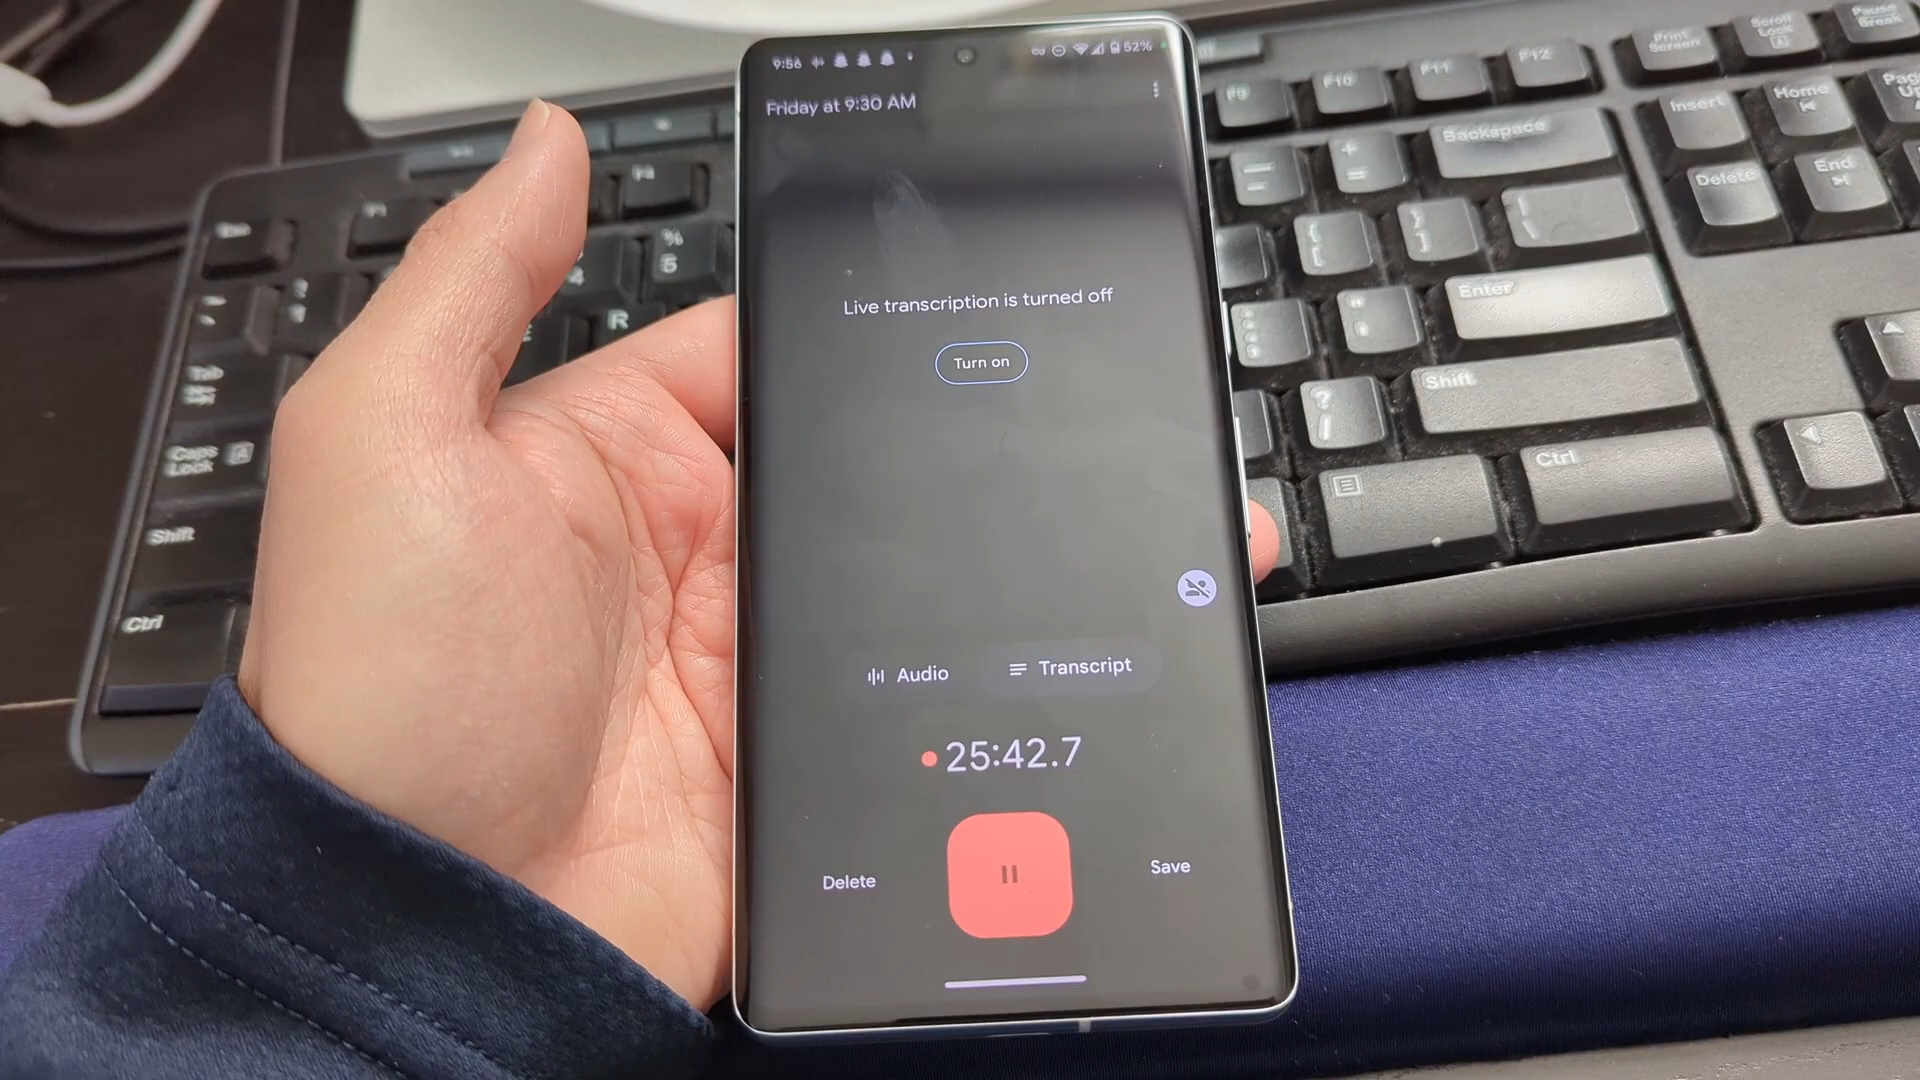 9:56
52%
Friday at 9:30 AM
Live transcription is turned off
Turn on
Audio
Transcript
25:42.7
Delete
Save
F9
F10
F11
F12
Print
Screen
Scroll
Lock
Pause
Break
Backspace
Insert
Home
Delete
End
Enter
Shift
Ctrl
%
5
R
Tab
Caps
Lock
A
Shift
Ctrl
+
=
{
[
}
]
"
?
/